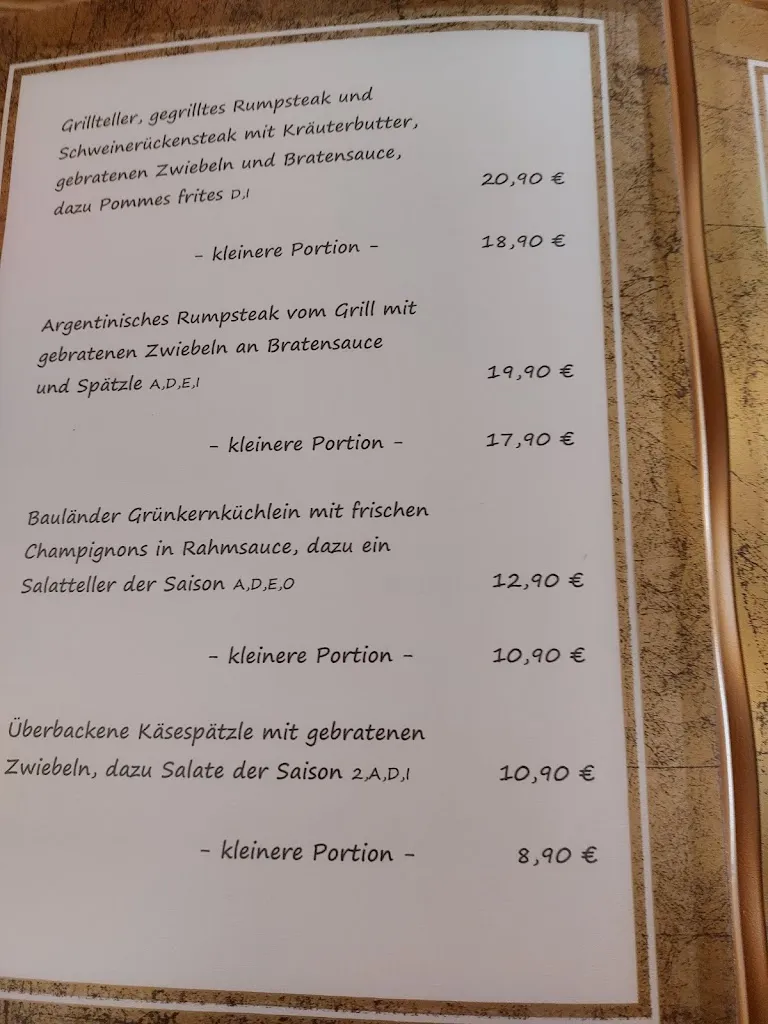 Grillteller, gegrilltes Rumpsteak und
Schweinerückensteak mit Kräuterbutter,
gebratenen Zwiebeln und Bratensauce,
dazu Pommes frites D,I 20,90 €
- kleinere Portion - 18,90 €
Argentinisches Rumpsteak vom Grill mit
gebratenen Zwiebeln an Bratensauce
und Spätzle A,D,E,I 19,90 €
- kleinere Portion - 17,90 €
Bauländer Grünkernküchlein mit frischen
Champignons in Rahmsauce, dazu ein
Salatteller der Saison A,D,E,O 12,90 €
- kleinere Portion - 10,90 €
Überbackene Käsespätzle mit gebratenen
Zwiebeln, dazu Salate der Saison 2,A,D,I 10,90 €
- kleinere Portion - 8,90 €